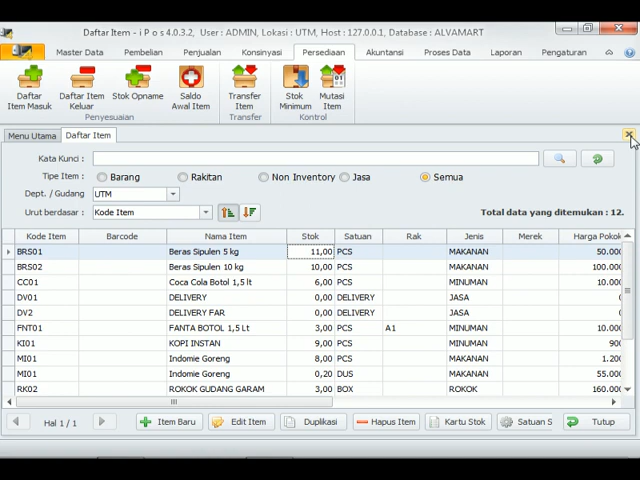 Daftar Item - i P o s 4.0.3.2, User : ADMIN, Lokasi : UTM, Host : 127.0.0.1, Database : ALVAMART
Master Data Pembelian Penjualan Konsinyasi Persediaan Akuntansi Proses Data Laporan Pengaturan
Daftar Item Masuk Daftar Item Keluar Stok Opname Saldo Awal Item Transfer Item Stok Minimum Mutasi Item
Penyesuaian Transfer Kontrol
Menu Utama Daftar Item
Kata Kunci :
Tipe Item : Barang Rakitan Non Inventory Jasa Semua
Dept. / Gudang UTM
Urut berdasar : Kode Item Total data yang ditemukan : 12.
Kode Item Barcode Nama Item Stok Satuan Rak Jenis Merek Harga Pokok
BRS01 Beras Sipulen 5 kg 11,00 PCS MAKANAN 50.000
BRS02 Beras Sipulen 10 kg 10,00 PCS MAKANAN 100.000
CC01 Coca Cola Botol 1,5 lt 6,00 PCS MINUMAN 10.000
DV01 DELIVERY 0,00 DELIVERY JASA
DV2 DELIVERY FAR 0,00 DELIVERY JASA
FNT01 FANTA BOTOL 1,5 Lt 3,00 PCS A1 MINUMAN 10.000
KI01 KOPI INSTAN 9,00 PCS MINUMAN 900
MI01 Indomie Goreng 8,00 PCS MAKANAN 1.200
MI01 Indomie Goreng 0,20 DUS MAKANAN 55.000
RK02 ROKOK GUDANG GARAM 3,00 BOX ROKOK 160.000
Hal 1 / 1 Item Baru Edit Item Duplikasi Hapus Item Kartu Stok Satuan S Tutup